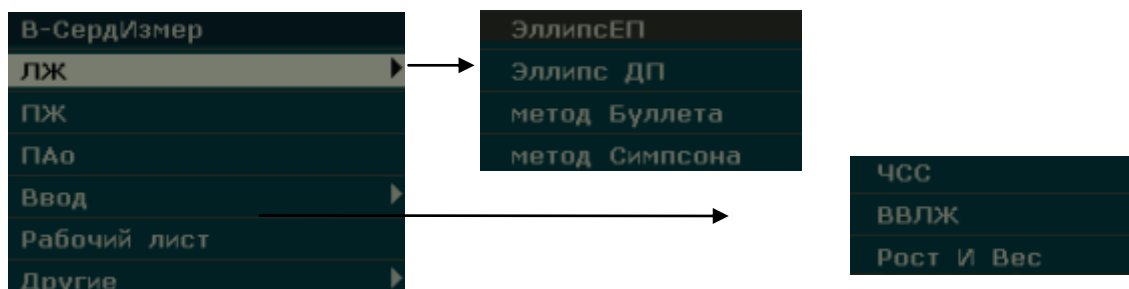 В-СердИзмер
ЛЖ
ПЖ
ПАо
Ввод
Рабочий лист
Другие
ЭллипсЕП
Эллипс ДП
метод Буллета
метод Симпсона
ЧСС
ВВЛЖ
Рост И Вес